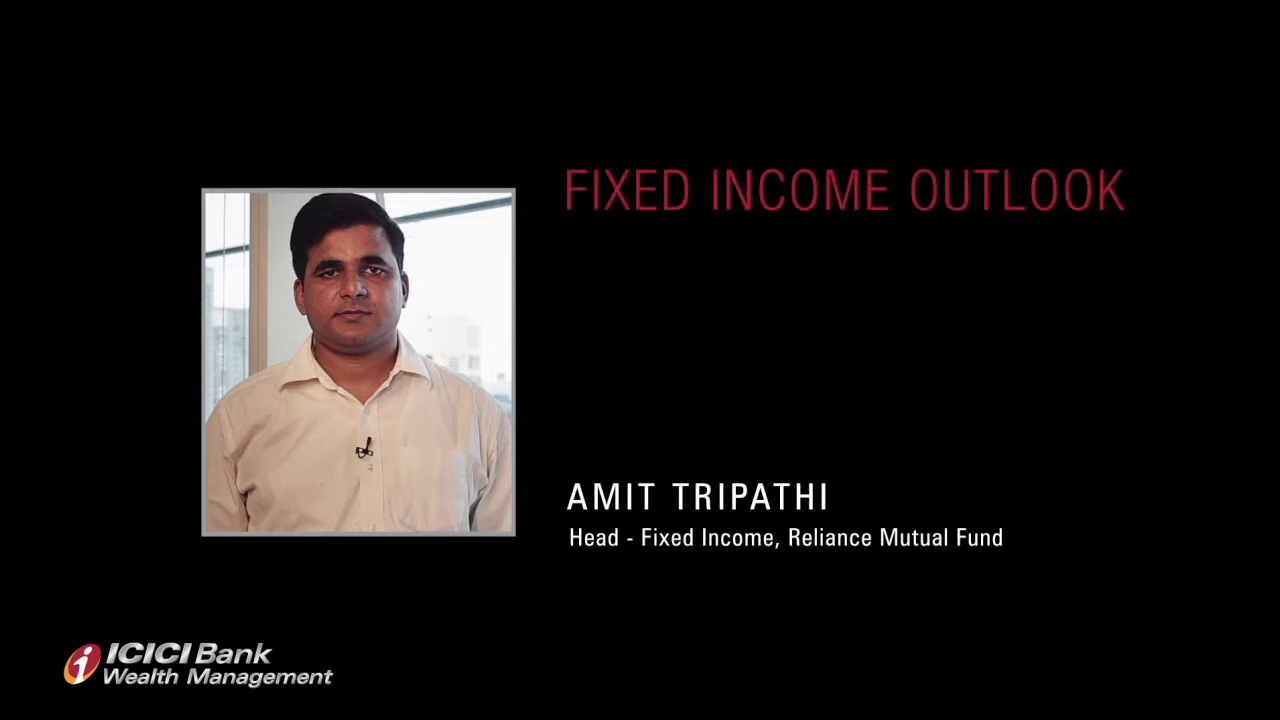 FIXED INCOME OUTLOOK
AMIT TRIPATHI
Head - Fixed Income, Reliance Mutual Fund
i ICICI Bank
Wealth Management